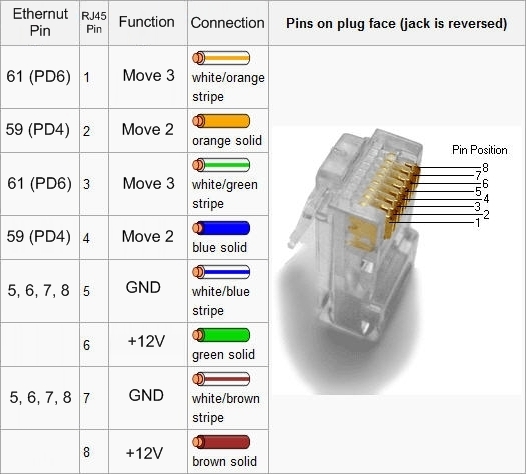 Ethernut
Pin
RJ45
Pin
Function
Connection
Pins on plug face (jack is reversed)
61 (PD6)
1
Move 3
white/orange
stripe
59 (PD4)
2
Move 2
orange solid
61 (PD6)
3
Move 3
white/green
stripe
59 (PD4)
4
Move 2
blue solid
5, 6, 7, 8
5
GND
white/blue
stripe
6
+12V
green solid
5, 6, 7, 8
7
GND
white/brown
stripe
8
+12V
brown solid
Pin Position
8
7
6
5
4
3
2
1